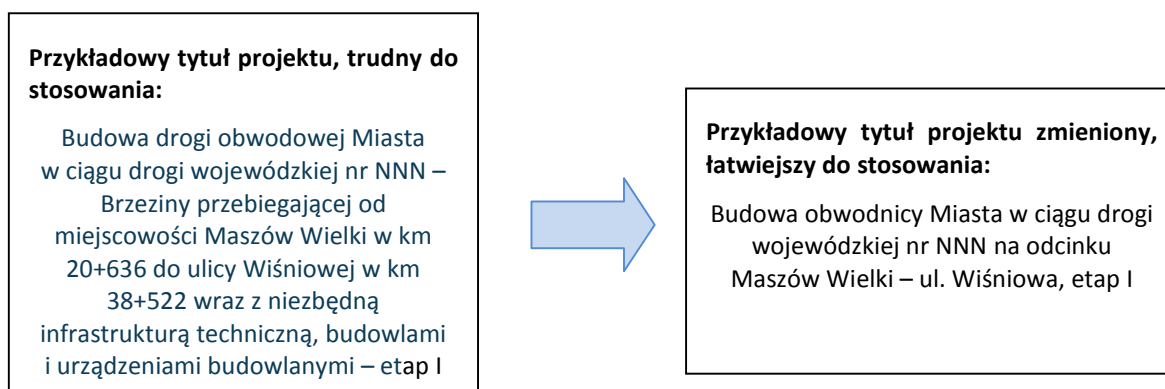 Przykładowy tytuł projektu, trudny do
stosowania:
Budowa drogi obwodowej Miasta
w ciągu drogi wojewódzkiej nr NNN –
Brzeziny przebiegającej od
miejscowości Maszów Wielki w km
20+636 do ulicy Wiśniowej w km
38+522 wraz z niezbędną
infrastrukturą techniczną, budowlami
i urządzeniami budowlanymi – etap I
Przykładowy tytuł projektu zmieniony,
łatwiejszy do stosowania:
Budowa obwodnicy Miasta w ciągu drogi
wojewódzkiej nr NNN na odcinku
Maszów Wielki – ul. Wiśniowa, etap I